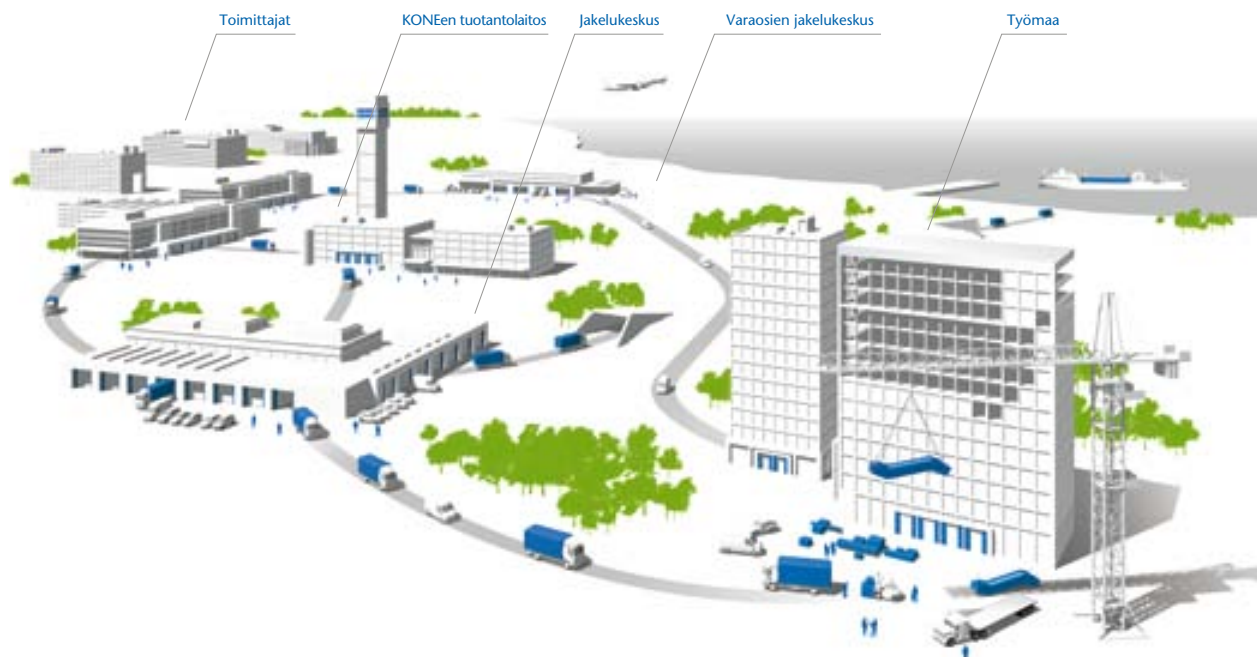 Toimittajat
KONEen tuotantolaitos
Jakelukeskus
Varaosien jakelukeskus
Työmaa